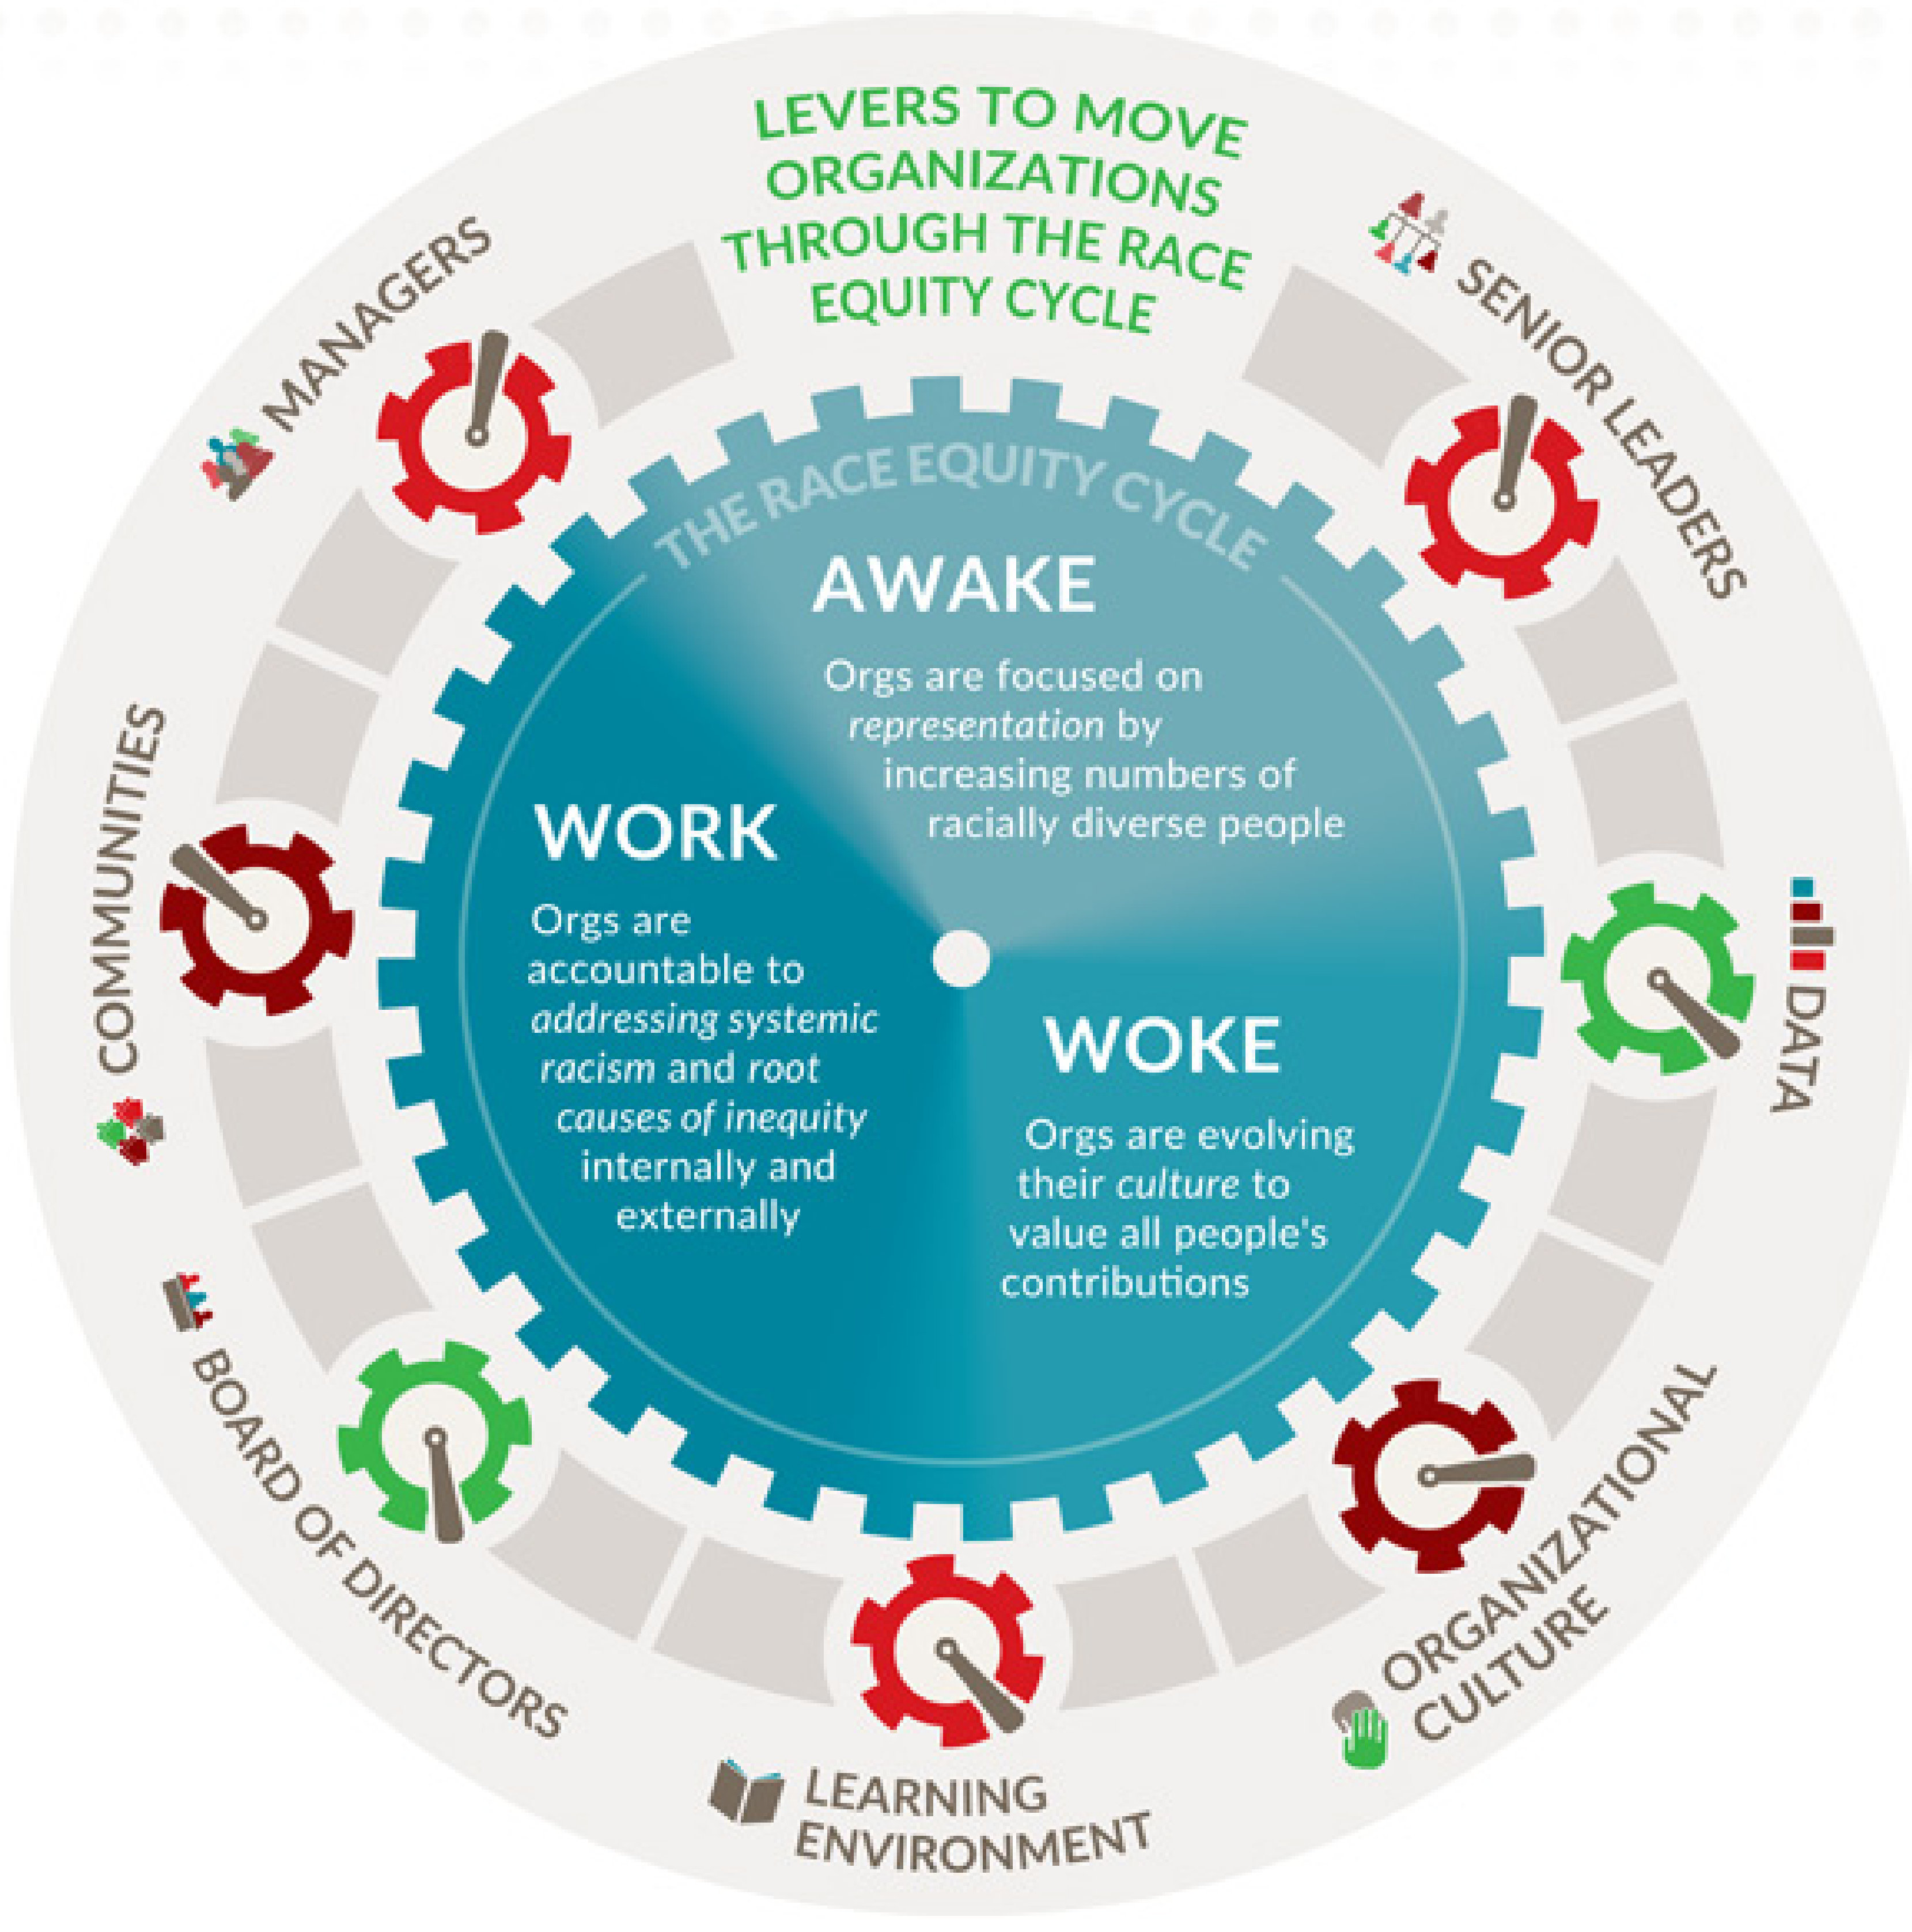 LEVERS TO MOVE
ORGANIZATIONS
THROUGH THE RACE
EQUITY CYCLE
SENIOR LEADERS
DATA
ORGANIZATIONAL
CULTURE
LEARNING
ENVIRONMENT
BOARD OF DIRECTORS
COMMUNITIES
MANAGERS
THE RACE EQUITY CYCLE
AWAKE
Orgs are focused on
representation by
increasing numbers of
racially diverse people
WOKE
Orgs are evolving
their culture to
value all people's
contributions
WORK
Orgs are
accountable to
addressing systemic
racism and root
causes of inequity
internally and
externally